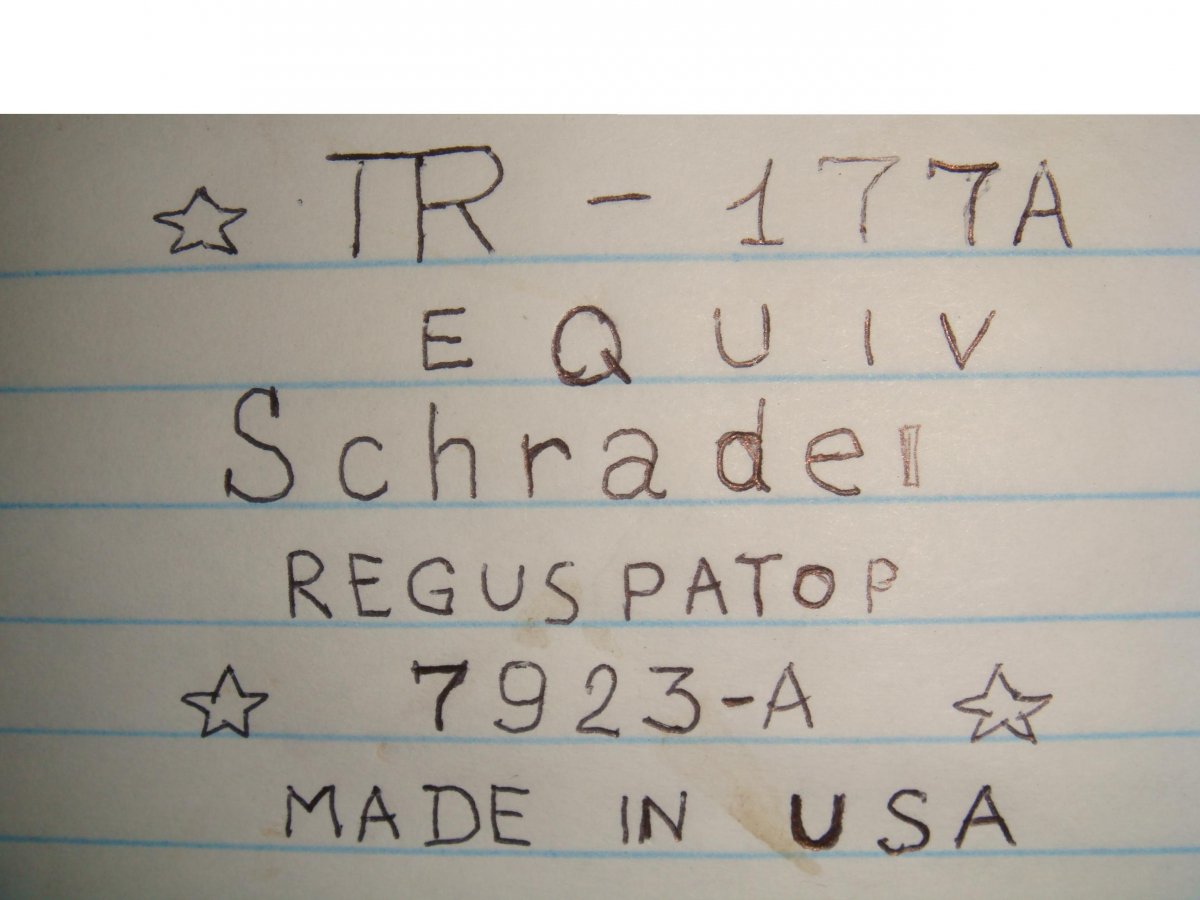 ☆ TR - 177A
EQUIV
Schrader
REGUSPATOP
☆ 7923-A ☆
MADE IN USA